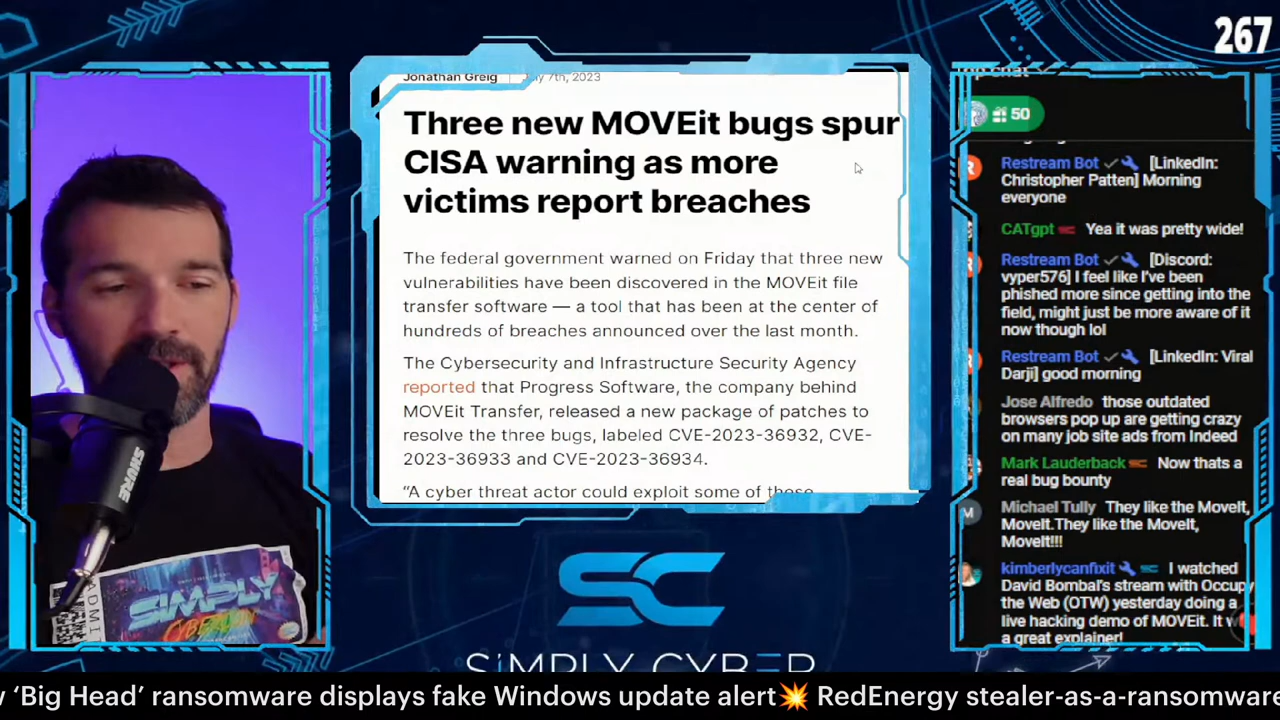 267
Jonathan Greig
7th, 2023
Three new MOVEit bugs spur
CISA warning as more
victims report breaches
The federal government warned on Friday that three new
vulnerabilities have been discovered in the MOVEit file
transfer software — a tool that has been at the center of
hundreds of breaches announced over the last month.
The Cybersecurity and Infrastructure Security Agency
reported that Progress Software, the company behind
MOVEit Transfer, released a new package of patches to
resolve the three bugs, labeled CVE-2023-36932, CVE-
2023-36933 and CVE-2023-36934.
“A cyber threat actor could exploit some of these
50
Restream Bot [LinkedIn:
Christopher Patten] Morning
everyone
CATgpt Yea it was pretty wide!
Restream Bot [Discord:
vyper576] I feel like I've been
phished more since getting into the
field, might just be more aware of it
now though lol
Restream Bot [LinkedIn: Viral
Darji] good morning
Jose Alfredo those outdated
browsers pop up are getting crazy
on many job site ads from Indeed
Mark Lauderback Now thats a
real bug bounty
M
Michael Tully They like the MoveIt,
MoveIt.They like the MoveIt,
MoveIt!!!
kimberlycanfixit I watched
David Bombal's stream with Occupy
the Web (OTW) yesterday doing a
live hacking demo of MOVEit. It
a great explainer!
SHURE
SIMPLY
CYBER
SC
SIMPLY CYBER
‘Big Head’ ransomware displays fake Windows update alert💥 RedEnergy stealer-as-a-ransomware